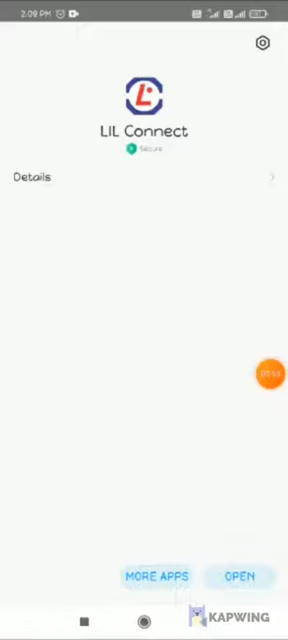 2:09 PM
LIL Connect
Secure
Details
MORE APPS
OPEN
KAPWING